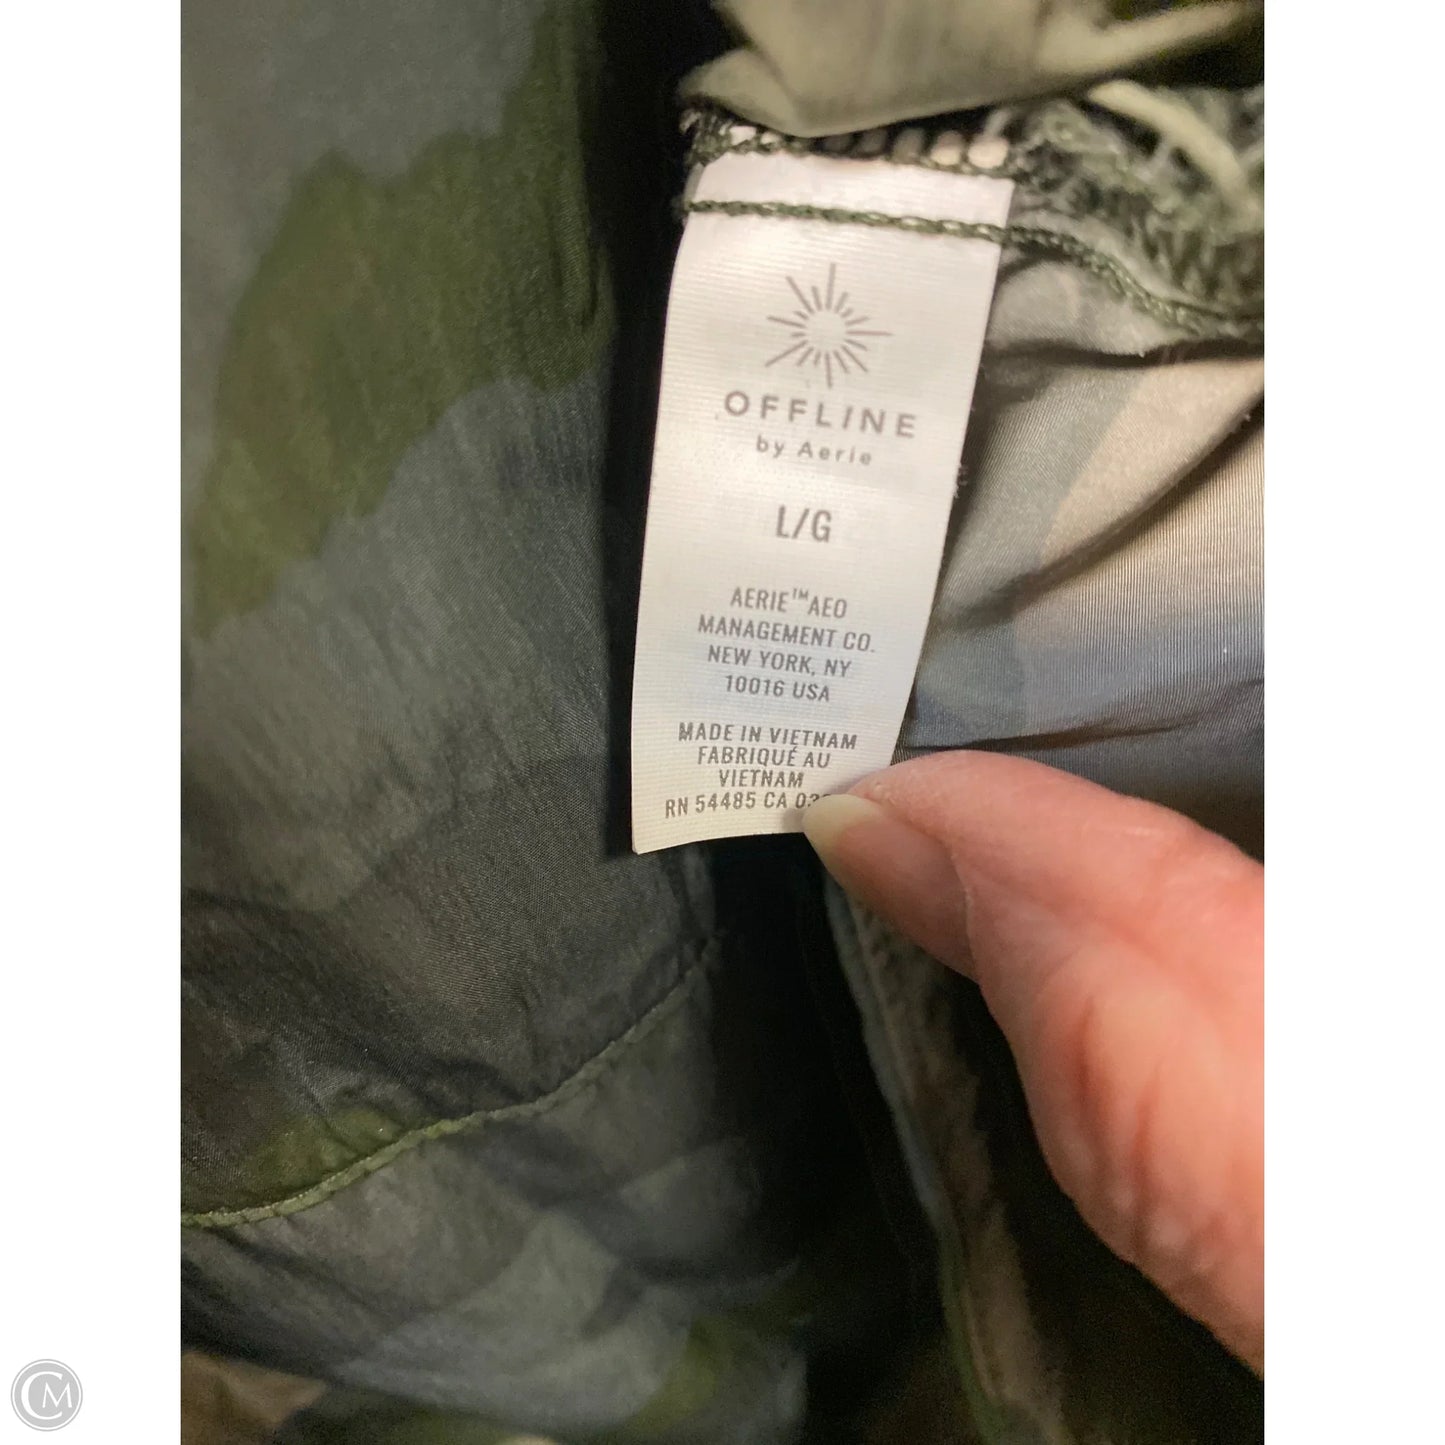 OFFLINE
by Aerie
L/G
AERIE™AEO
MANAGEMENT CO.
NEW YORK, NY
10016 USA
MADE IN VIETNAM
FABRIQUÉ AU
VIETNAM
RN 54485 CA
CM